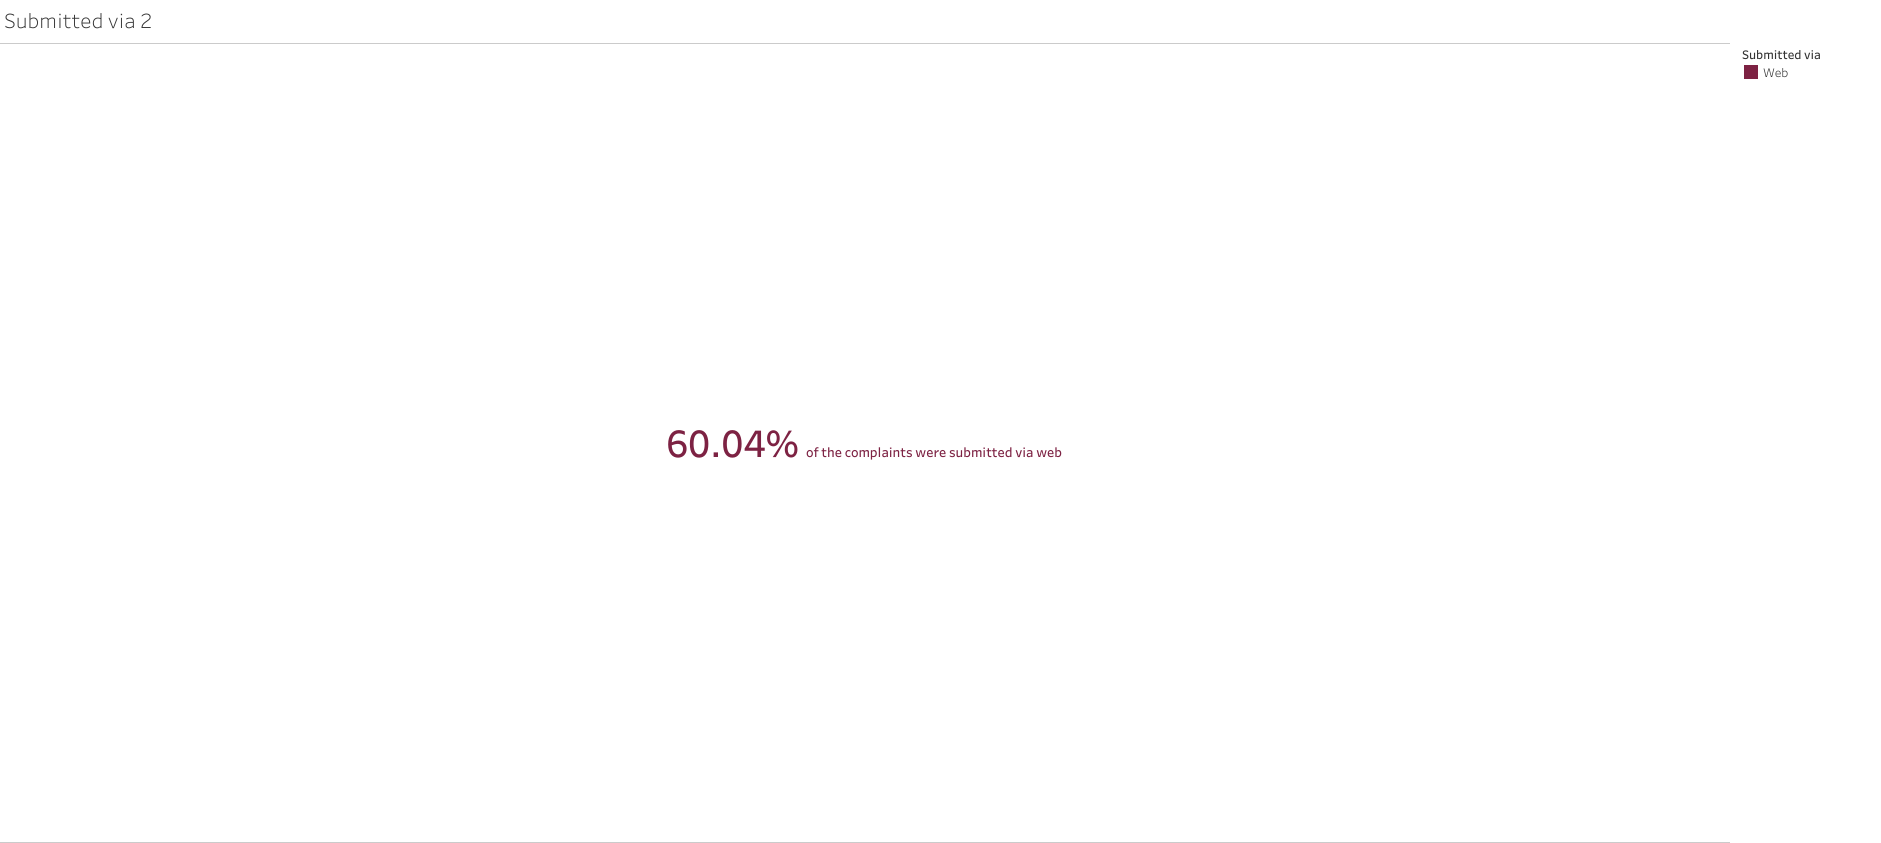 Submitted via 2
Submitted via
Web
60.04% of the complaints were submitted via web